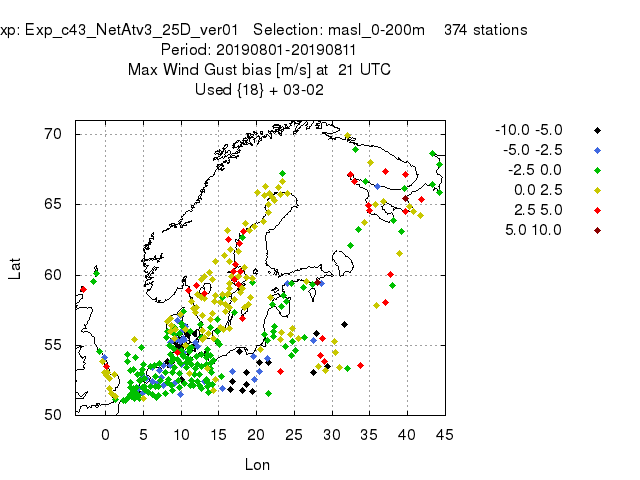 xp: Exp_c43_NetAtv3_25D_ver01 Selection: masl_0-200m 374 stations
Period: 20190801-20190811
Max Wind Gust bias [m/s] at 21 UTC
Used {18} + 03-02
-10.0 -5.0
-5.0 -2.5
-2.5 0.0
0.0 2.5
2.5 5.0
5.0 10.0
Lat
70
65
60
55
50
0 5 10 15 20 25 30 35 40 45
Lon